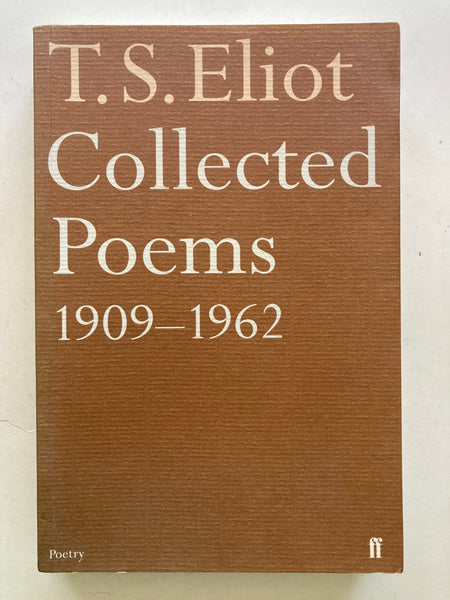 T. S. Eliot
Collected
Poems
1909–1962
Poetry
ff